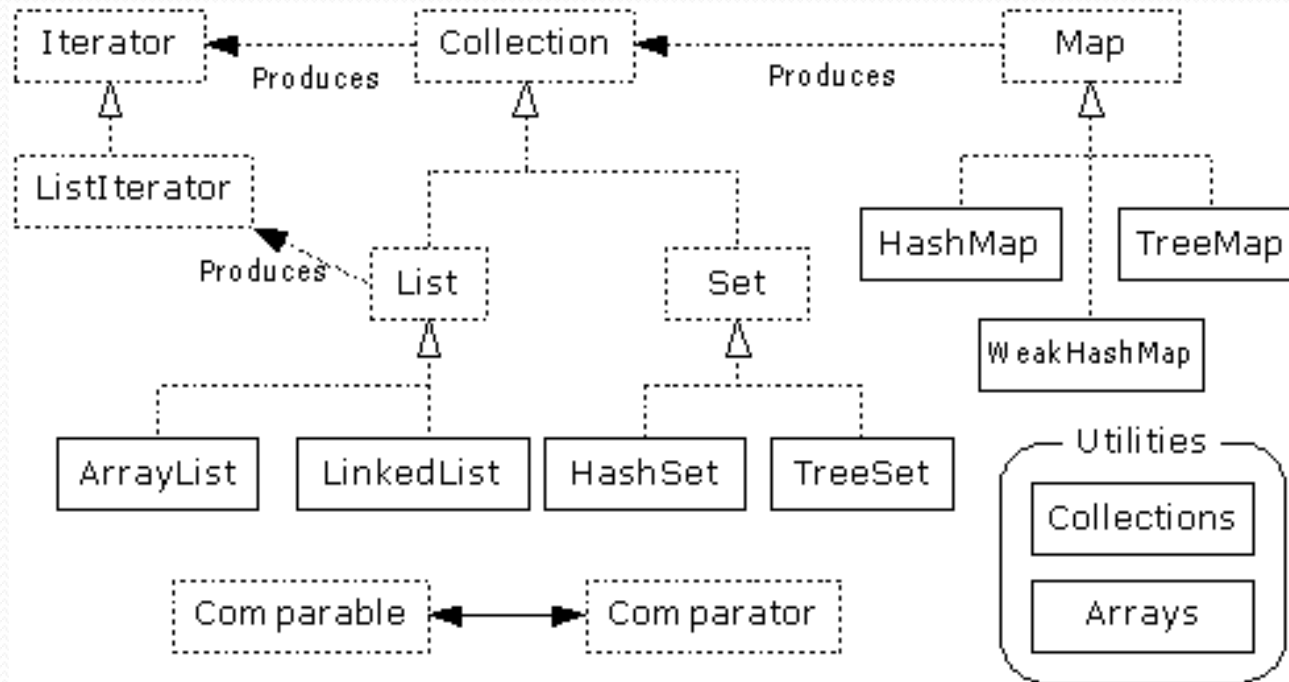 Iterator
Collection
Map
Produces
Produces
ListIterator
HashMap
TreeMap
Produces
List
Set
WeakHashMap
Utilities
ArrayList
LinkedList
HashSet
TreeSet
Collections
Comparable
Comparator
Arrays